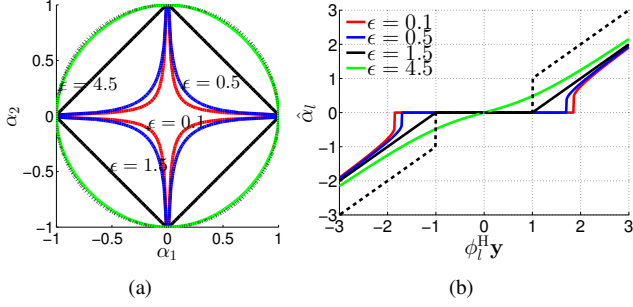 1
0.5
0
−0.5
−1
−1 −0.5 0 0.5 1
α₂
α₁
ϵ = 4.5
ϵ = 0.5
ϵ = 0.1
ϵ = 1.5
(a)
3
2
1
0
−1
−2
−3
−3 −2 −1 0 1 2 3
α̂_l
ϕ_l^H y
ϵ = 0.1
ϵ = 0.5
ϵ = 1.5
ϵ = 4.5
(b)